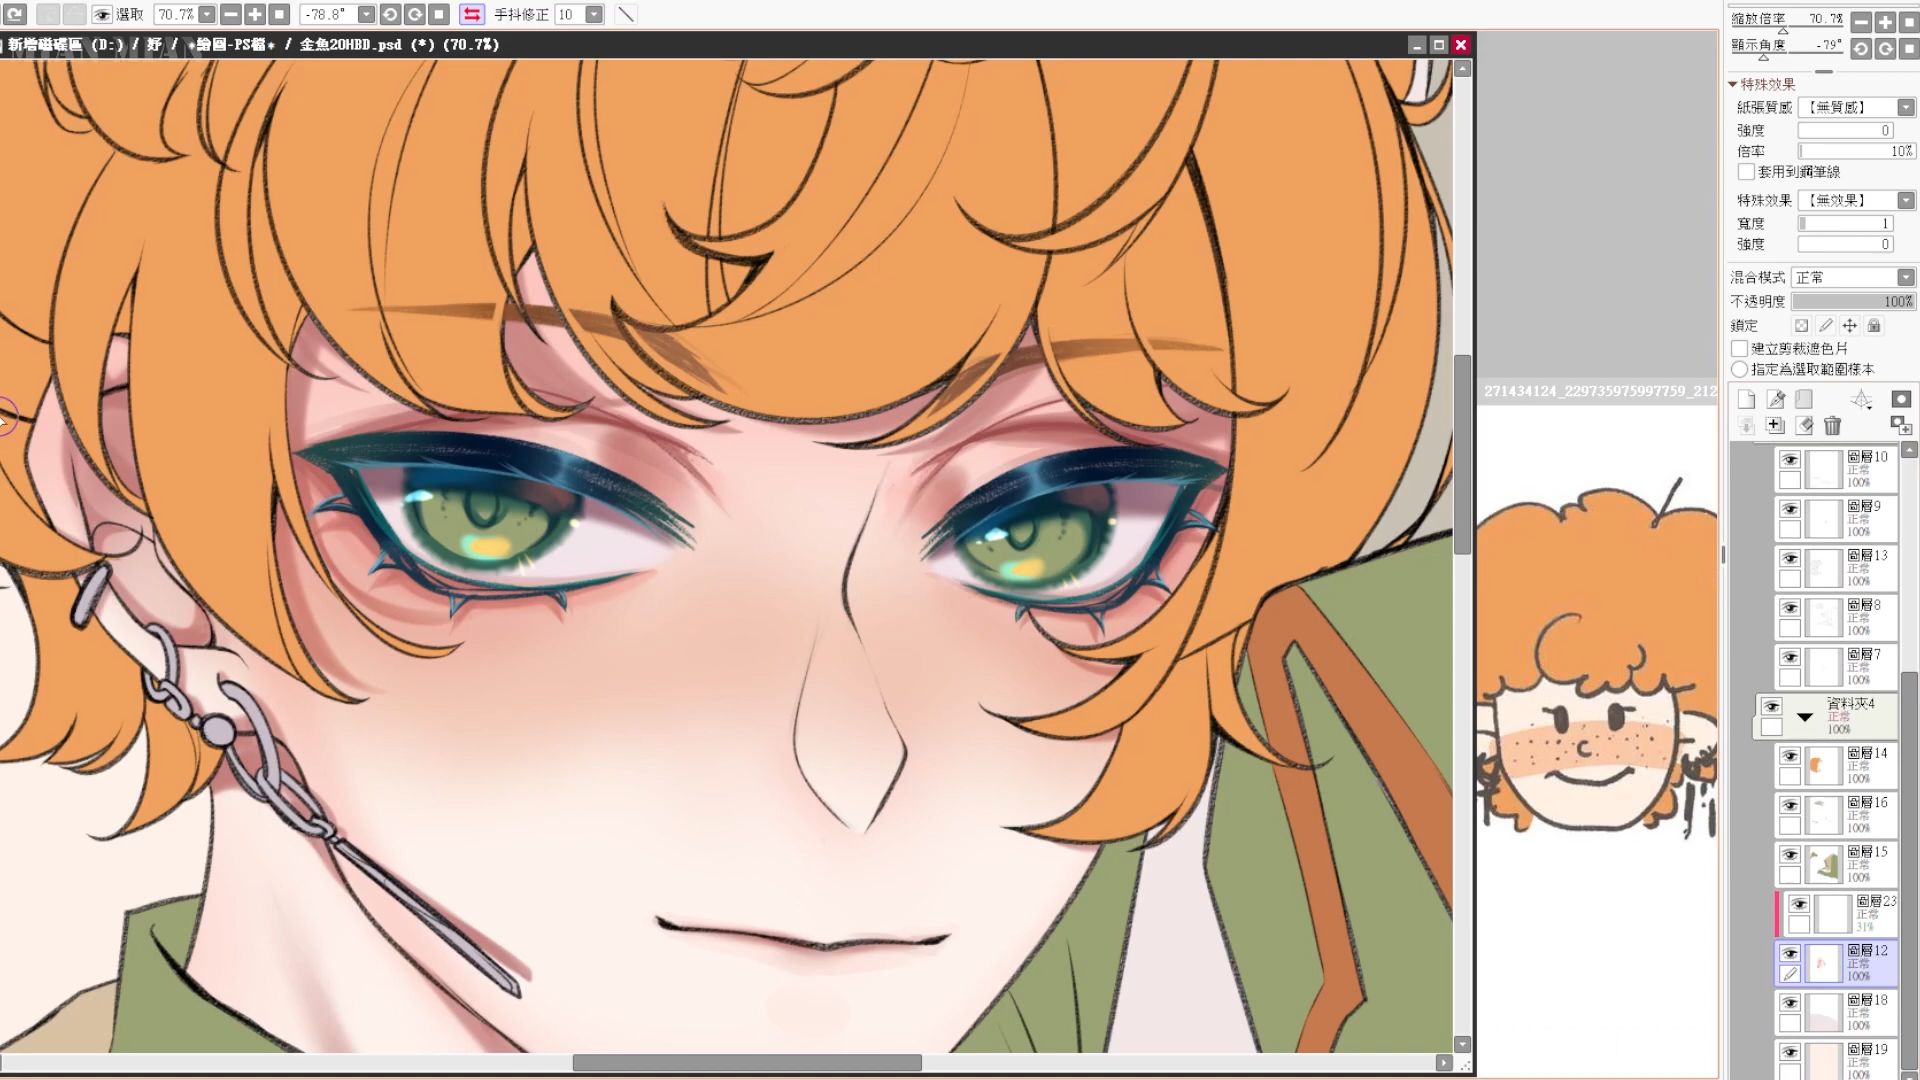 選取 70.7% -78.8° 手抖修正 10
新增磁碟區 (D:) / 妤 / *繪圖-PS檔* / 金魚20HBD.psd (*) (70.7%)
MIAN MIAN
縮放倍率 70.7%
顯示角度 -79°
特殊效果
紙張質感 【無質感】
強度 0
倍率 10%
套用到鋼筆線
特殊效果 【無效果】
寬度 1
強度 0
混合模式 正常
不透明度 100%
鎖定
建立剪裁遮色片
指定為選取範圍樣本
271434124_229735975997759_212
圖層10
正常
100%
圖層9
正常
100%
圖層13
正常
100%
圖層8
正常
100%
圖層7
正常
100%
資料夾4
正常
100%
圖層14
正常
100%
圖層16
正常
100%
圖層15
正常
100%
圖層23
正常
31%
圖層12
正常
100%
圖層18
正常
100%
圖層19
正常
100%